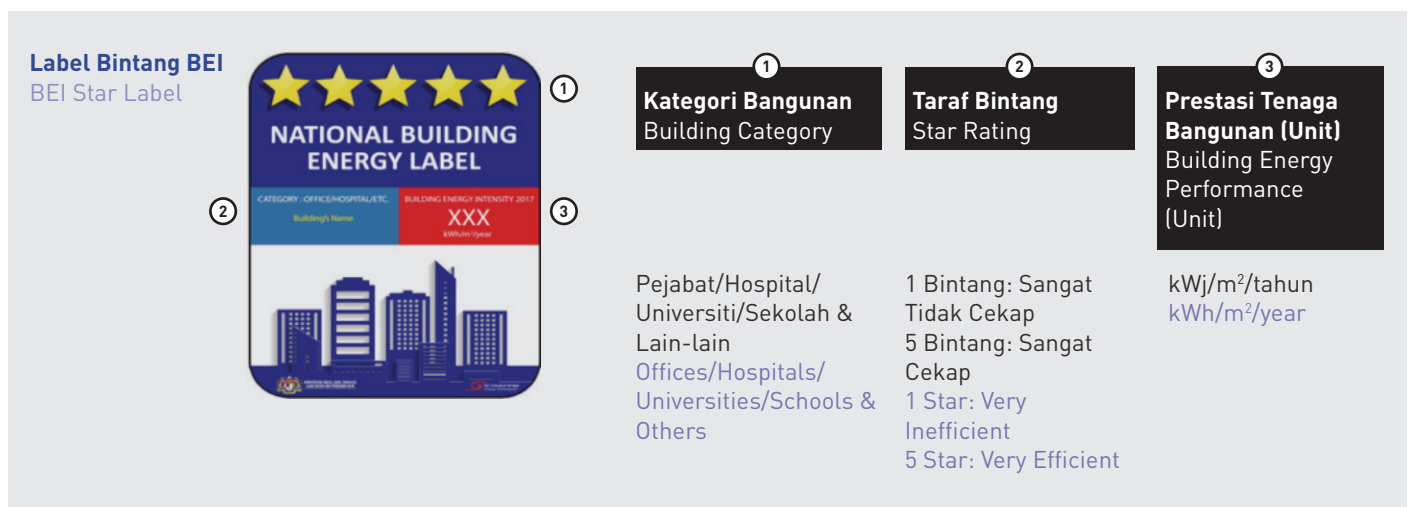 Label Bintang BEI
BEI Star Label
1
NATIONAL BUILDING
ENERGY LABEL
2
CATEGORY : OFFICE/HOSPITAL/ETC.
Building's Name
BUILDING ENERGY INTENSITY 2017
XXX
kWh/m²/year
3
1
Kategori Bangunan
Building Category
Pejabat/Hospital/
Universiti/Sekolah &
Lain-lain
Offices/Hospitals/
Universities/Schools &
Others
2
Taraf Bintang
Star Rating
1 Bintang: Sangat
Tidak Cekap
5 Bintang: Sangat
Cekap
1 Star: Very
Inefficient
5 Star: Very Efficient
3
Prestasi Tenaga
Bangunan (Unit)
Building Energy
Performance
(Unit)
kWj/m²/tahun
kWh/m²/year